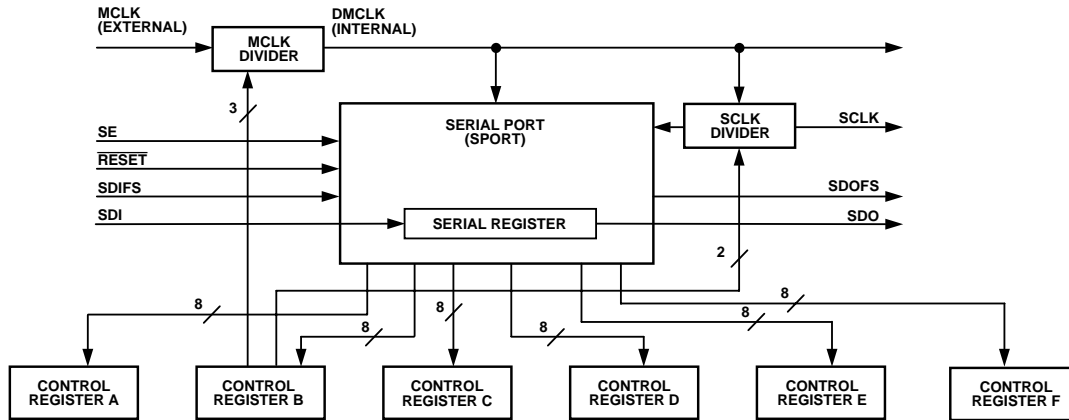 MCLK
(EXTERNAL)
MCLK
DIVIDER
DMCLK
(INTERNAL)
3
SE
RESET
SDIFS
SDI
SERIAL PORT
(SPORT)
SERIAL REGISTER
SCLK
DIVIDER
SCLK
SDOFS
SDO
2
8
8
8
8
8
8
CONTROL
REGISTER A
CONTROL
REGISTER B
CONTROL
REGISTER C
CONTROL
REGISTER D
CONTROL
REGISTER E
CONTROL
REGISTER F